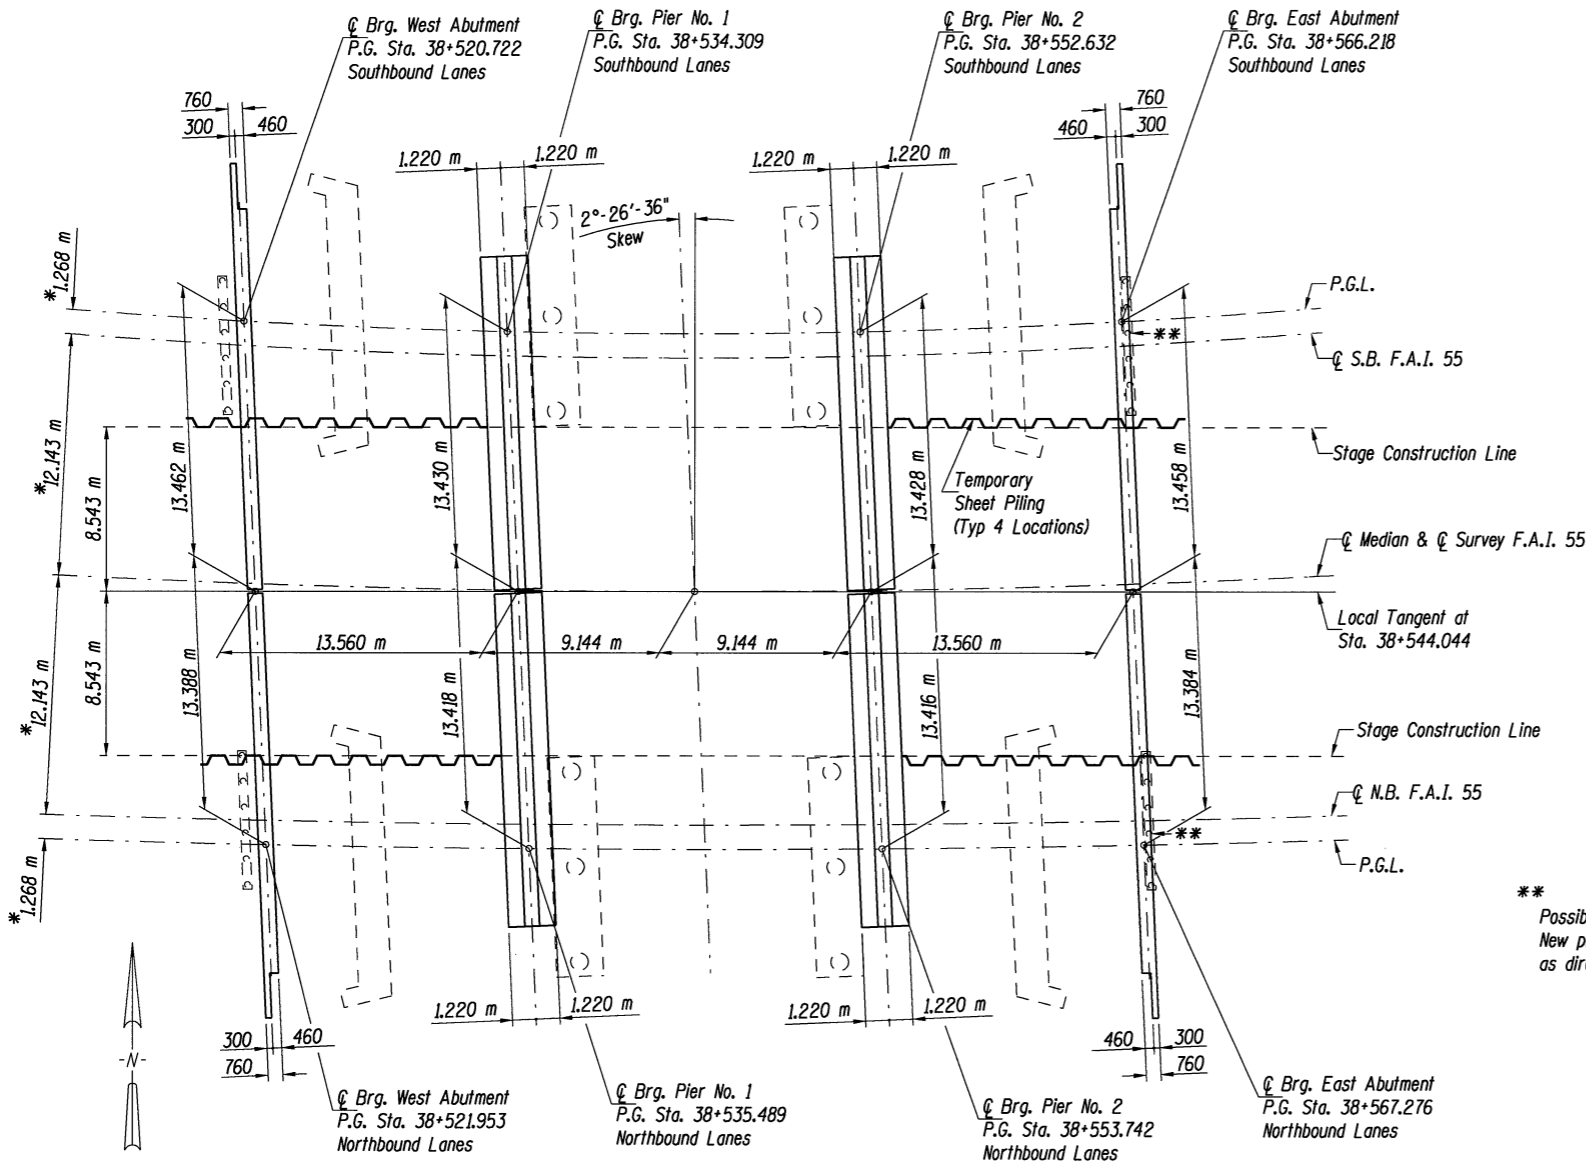 ℄ Brg. West Abutment
P.G. Sta. 38+520.722
Southbound Lanes
℄ Brg. Pier No. 1
P.G. Sta. 38+534.309
Southbound Lanes
℄ Brg. Pier No. 2
P.G. Sta. 38+552.632
Southbound Lanes
℄ Brg. East Abutment
P.G. Sta. 38+566.218
Southbound Lanes
760
300 460
760
460 300
1.220 m 1.220 m
1.220 m 1.220 m
2°-26'-36"
Skew
*1.268 m
P.G.L.
**
℄ S.B. F.A.I. 55
*12.143 m
8.543 m
13.462 m
13.430 m
13.428 m
13.458 m
Stage Construction Line
Temporary
Sheet Piling
(Typ 4 Locations)
℄ Median & ℄ Survey F.A.I. 55
Local Tangent at
Sta. 38+544.044
13.560 m 9.144 m 9.144 m 13.560 m
*12.143 m
8.543 m
13.388 m
13.418 m
13.416 m
13.384 m
Stage Construction Line
℄ N.B. F.A.I. 55
**
P.G.L.
*1.268 m
**
Possib
New p
as dir
-N-
1.220 m 1.220 m
1.220 m 1.220 m
300 460
760
460 300
760
℄ Brg. West Abutment
P.G. Sta. 38+521.953
Northbound Lanes
℄ Brg. Pier No. 1
P.G. Sta. 38+535.489
Northbound Lanes
℄ Brg. Pier No. 2
P.G. Sta. 38+553.742
Northbound Lanes
℄ Brg. East Abutment
P.G. Sta. 38+567.276
Northbound Lanes